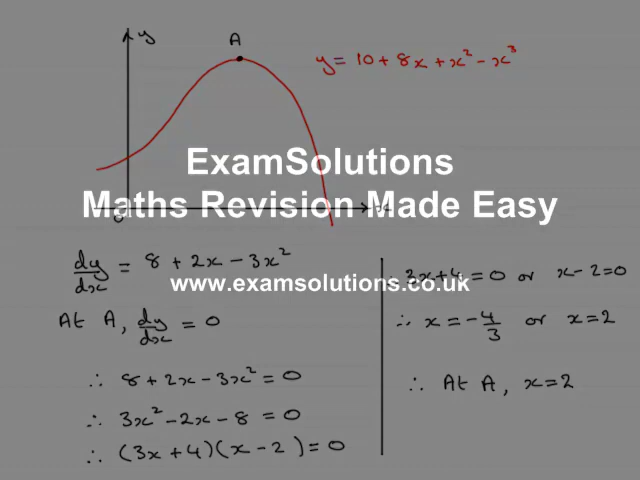 y
A
y = 10 + 8x + x² - x³
ExamSolutions
Maths Revision Made Easy
x
O
www.examsolutions.co.uk
dy/dx = 8 + 2x - 3x²
At A, dy/dx = 0
∴ 8 + 2x - 3x² = 0
∴ 3x² - 2x - 8 = 0
∴ (3x + 4)(x - 2) = 0
3x + 4 = 0 or x - 2 = 0
∴ x = -4/3 or x = 2
∴ At A, x = 2